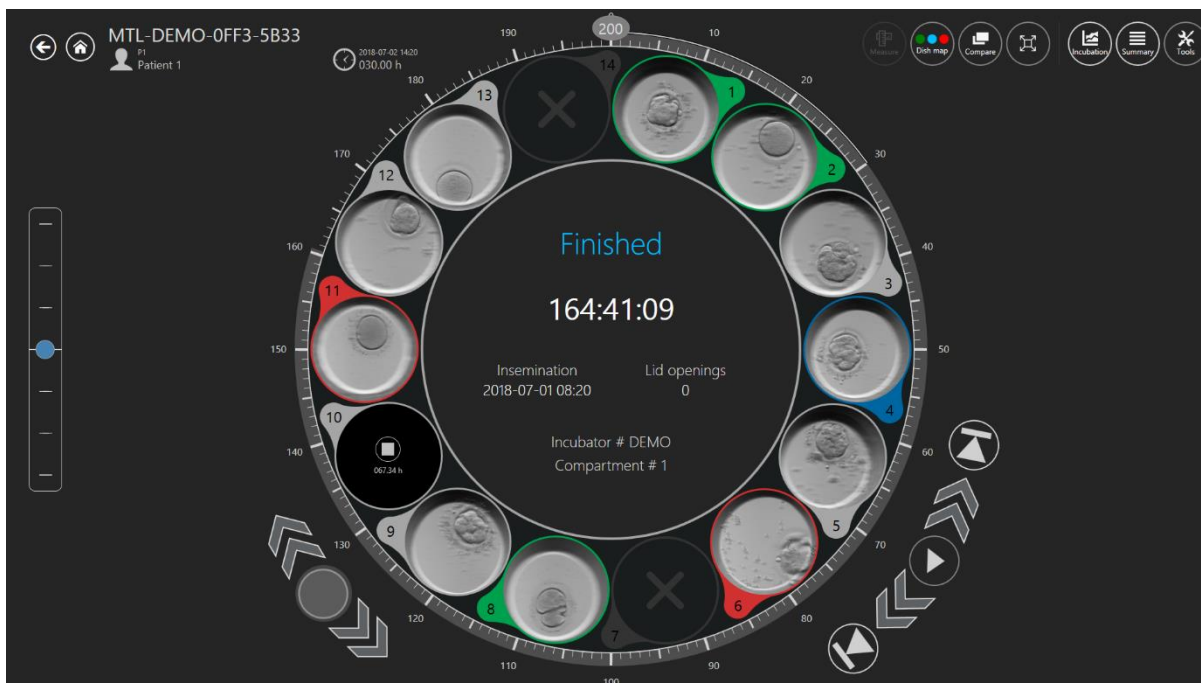 MTL-DEMO-0FF3-5B33
P1
Patient 1
2018-07-02 14:20
030.00 h
Measure
Dish map
Compare
Incubation
Summary
Tools
200
10
20
30
40
50
60
70
80
90
100
110
120
130
140
150
160
170
180
190
1
2
3
4
5
6
7
8
9
10
11
12
13
14
067.34 h
Finished
164:41:09
Insemination
2018-07-01 08:20
Lid openings
0
Incubator # DEMO
Compartment # 1